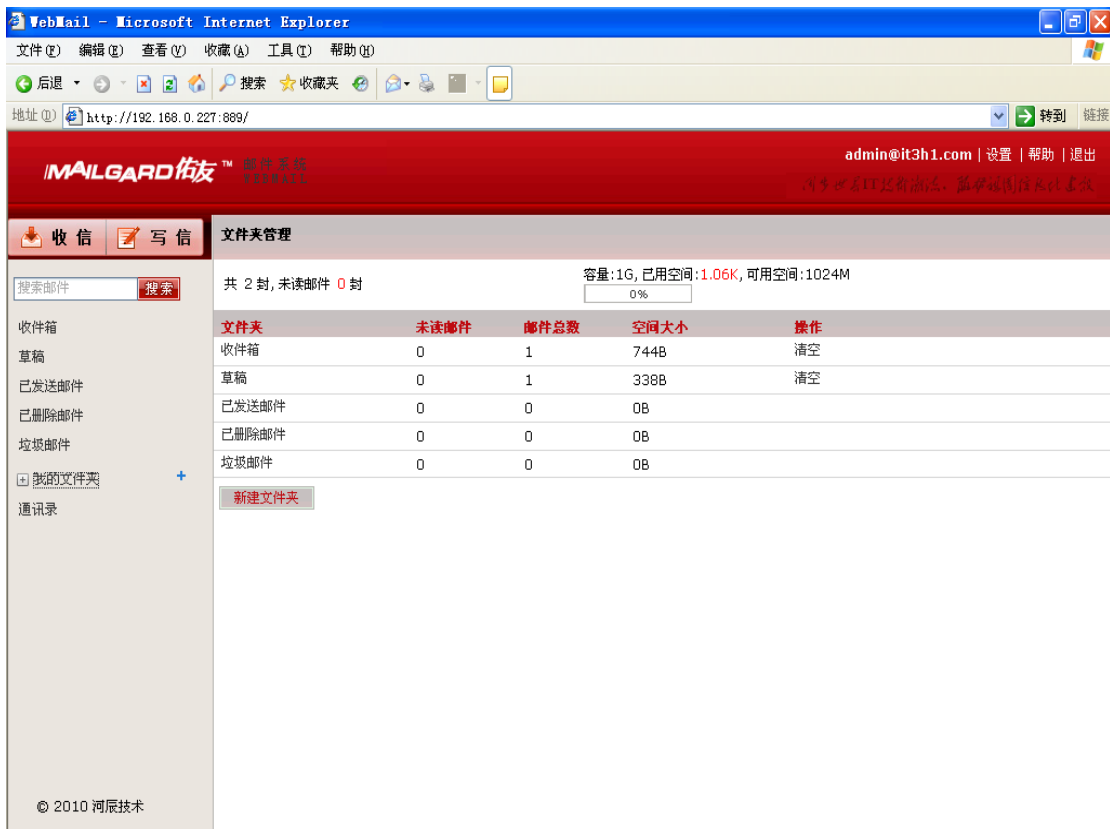 WebMail - Microsoft Internet Explorer
文件(F) 编辑(E) 查看(V) 收藏(A) 工具(T) 帮助(H)
后退 搜索 收藏夹
地址(D) http://192.168.0.227:889/ 转到 链接
admin@it3h1.com | 设置 | 帮助 | 退出
MAILGARD佑友™ 邮件系统
WEBMAIL
收信 写信 文件夹管理
搜索邮件 搜索 共 2 封, 未读邮件 0 封 容量:1G, 已用空间:1.06K, 可用空间:1024M
0%
收件箱
草稿
已发送邮件
已删除邮件
垃圾邮件
我的文件夹 +
通讯录
文件夹 未读邮件 邮件总数 空间大小 操作
收件箱 0 1 744B 清空
草稿 0 1 338B 清空
已发送邮件 0 0 0B
已删除邮件 0 0 0B
垃圾邮件 0 0 0B
新建文件夹
© 2010 河辰技术